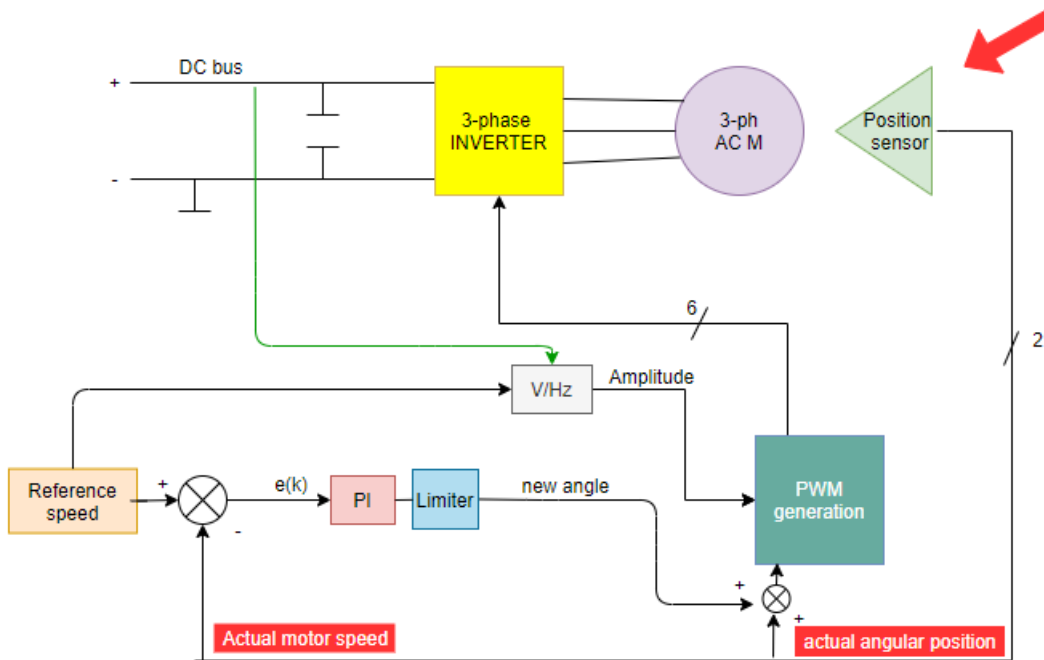 DC bus
+
-
3-phase
INVERTER
3-ph
AC M
Position
sensor
6
2
V/Hz
Amplitude
Reference
speed
+
-
e(k)
PI
Limiter
new angle
PWM
generation
+
+
Actual motor speed
actual angular position